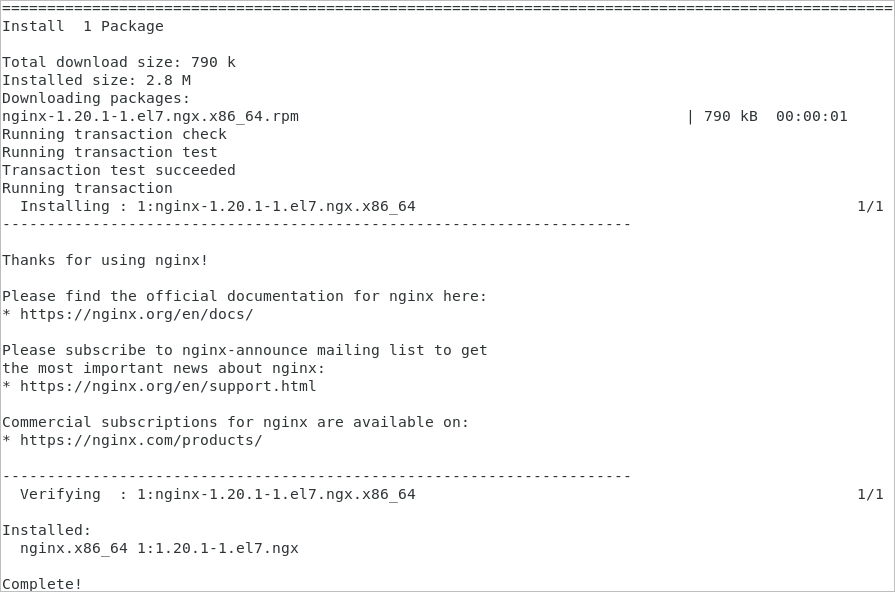 ====================================================================================================
Install  1 Package
Total download size: 790 k
Installed size: 2.8 M
Downloading packages:
nginx-1.20.1-1.el7.ngx.x86_64.rpm                                           | 790 kB  00:00:01
Running transaction check
Running transaction test
Transaction test succeeded
Running transaction
  Installing : 1:nginx-1.20.1-1.el7.ngx.x86_64                                                 1/1
----------------------------------------------------------------------
Thanks for using nginx!
Please find the official documentation for nginx here:
* https://nginx.org/en/docs/
Please subscribe to nginx-announce mailing list to get
the most important news about nginx:
* https://nginx.org/en/support.html
Commercial subscriptions for nginx are available on:
* https://nginx.com/products/
----------------------------------------------------------------------
  Verifying  : 1:nginx-1.20.1-1.el7.ngx.x86_64                                                 1/1
Installed:
  nginx.x86_64 1:1.20.1-1.el7.ngx
Complete!